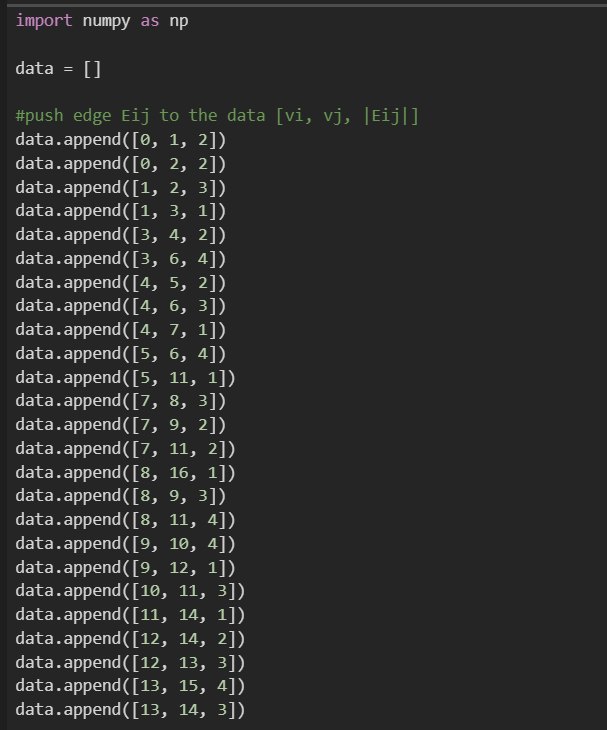 import numpy as np
data = []
#push edge Eij to the data [vi, vj, |Eij|]
data.append([0, 1, 2])
data.append([0, 2, 2])
data.append([1, 2, 3])
data.append([1, 3, 1])
data.append([3, 4, 2])
data.append([3, 6, 4])
data.append([4, 5, 2])
data.append([4, 6, 3])
data.append([4, 7, 1])
data.append([5, 6, 4])
data.append([5, 11, 1])
data.append([7, 8, 3])
data.append([7, 9, 2])
data.append([7, 11, 2])
data.append([8, 16, 1])
data.append([8, 9, 3])
data.append([8, 11, 4])
data.append([9, 10, 4])
data.append([9, 12, 1])
data.append([10, 11, 3])
data.append([11, 14, 1])
data.append([12, 14, 2])
data.append([12, 13, 3])
data.append([13, 15, 4])
data.append([13, 14, 3])